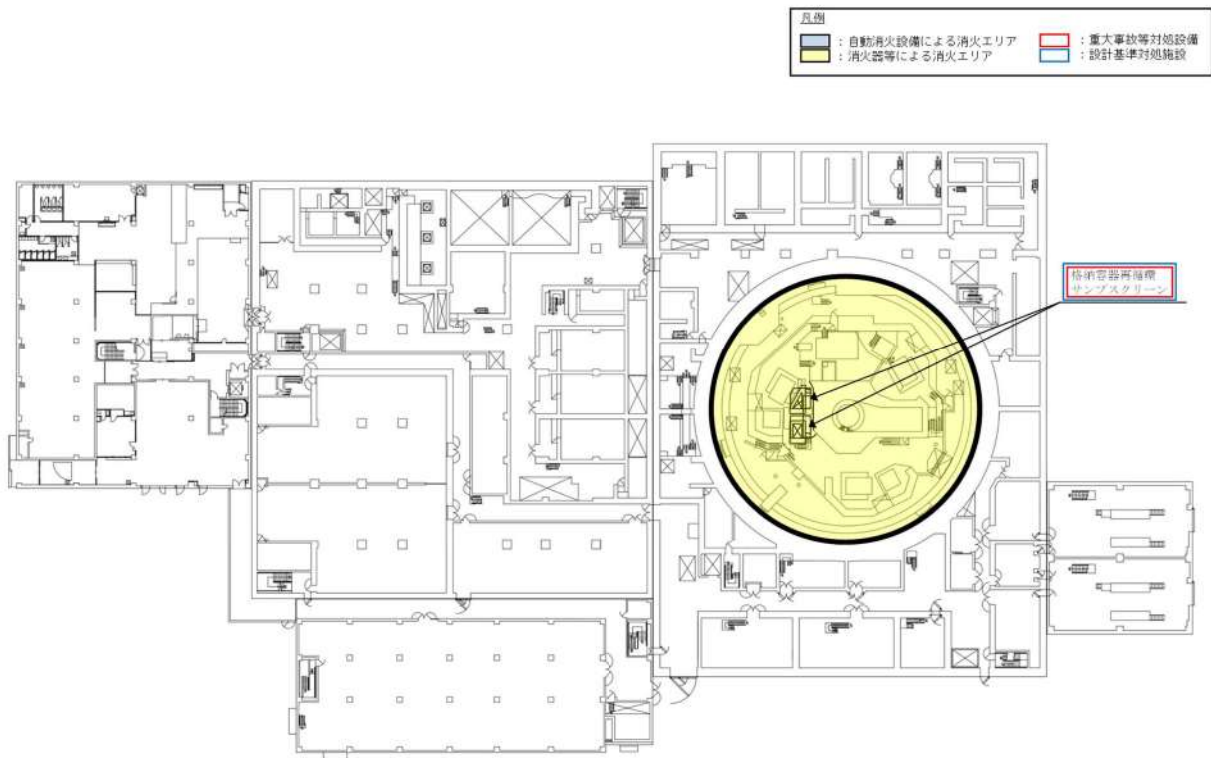 凡例
：自動消火設備による消火エリア
：重大事故等対処設備
：消火器等による消火エリア
：設計基準対処施設
格納容器再循環
サンプスクリーン